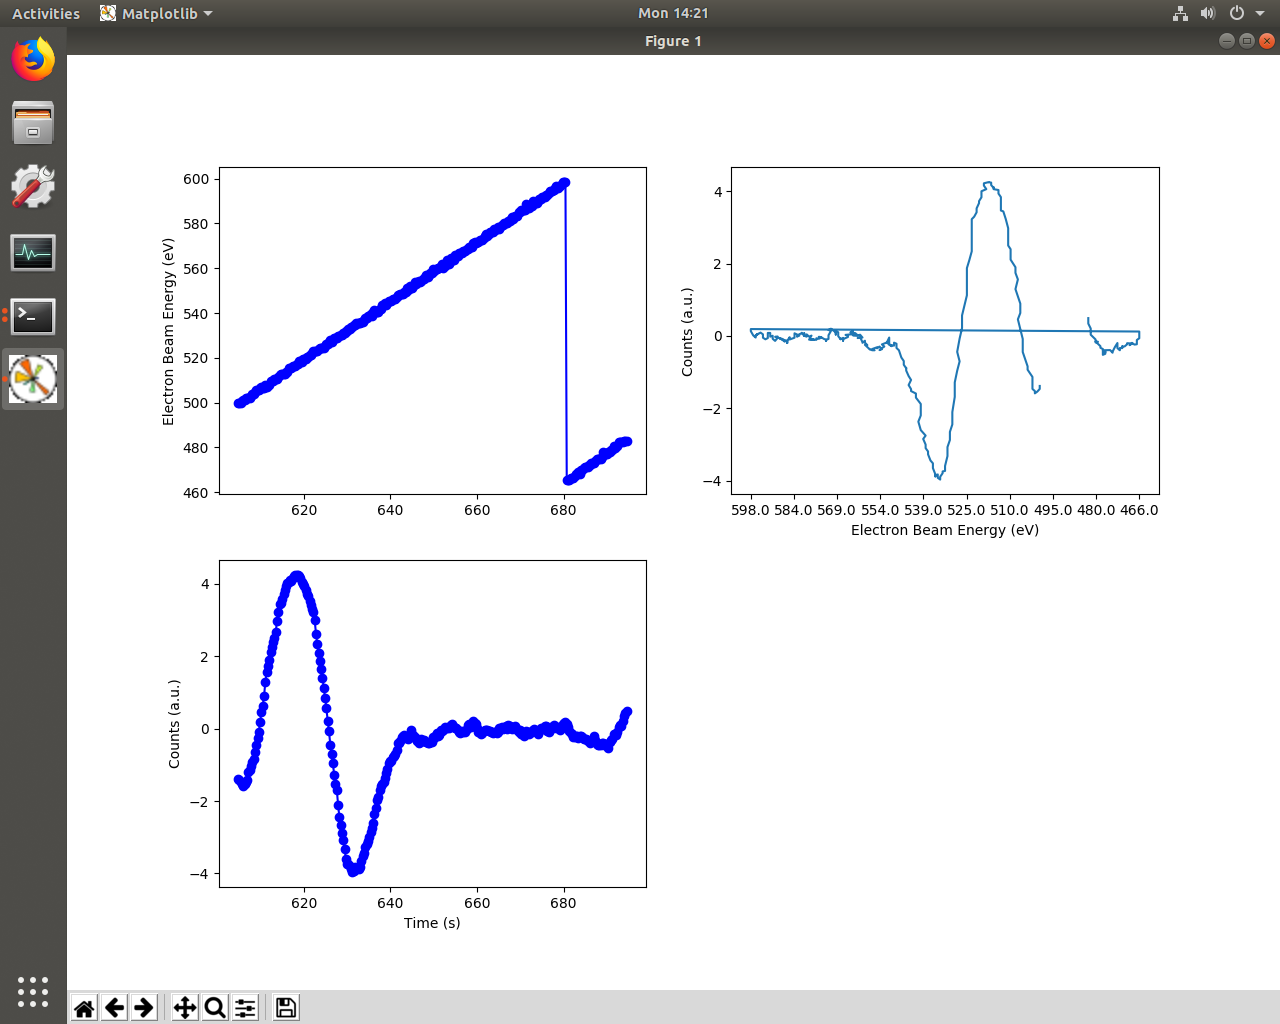 Activities Matplotlib Mon 14:21
Figure 1
600
580
560
540
520
500
480
460
Electron Beam Energy (eV)
620 640 660 680
4
2
0
−2
−4
Counts (a.u.)
598.0 584.0 569.0 554.0 539.0 525.0 510.0 495.0 480.0 466.0
Electron Beam Energy (eV)
4
2
0
−2
−4
Counts (a.u.)
620 640 660 680
Time (s)